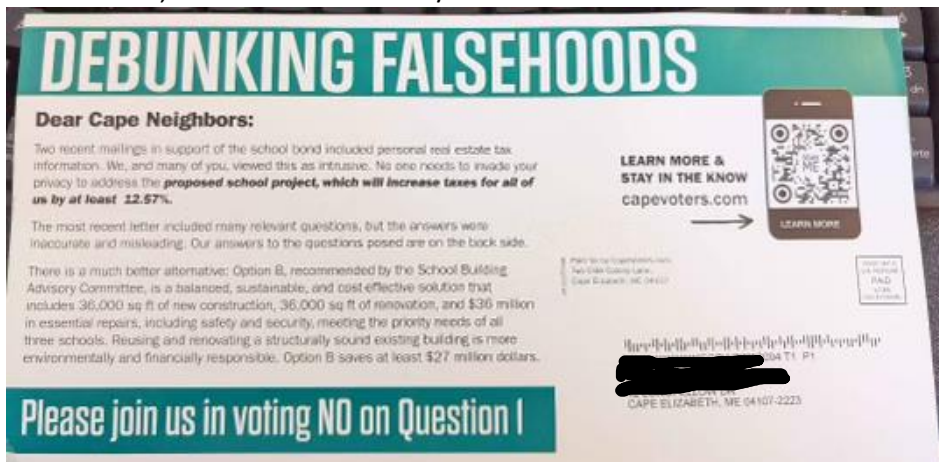 DEBUNKING FALSEHOODS
Dear Cape Neighbors:
Two recent mailings in support of the school bond included personal real estate tax
information. We, and many of you, viewed this as intrusive. No one needs to invade your
privacy to address the proposed school project, which will increase taxes for all of
us by at least 12.57%.
The most recent letter included many relevant questions, but the answers were
inaccurate and misleading. Our answers to the questions posed are on the back side.
There is a much better alternative: Option B, recommended by the School Building
Advisory Committee, is a balanced, sustainable, and cost effective solution that
includes 36,000 sq ft of new construction, 36,000 sq ft of renovation, and $36 million
in essential repairs, including safety and security, meeting the priority needs of all
three schools. Reusing and renovating a structurally sound existing building is more
environmentally and financially responsible. Option B saves at least $27 million dollars.
Please join us in voting NO on Question 1
LEARN MORE &
STAY IN THE KNOW
capevoters.com
LEARN MORE
PAID
T1 P1
CAPE ELIZABETH, ME 04107-2223